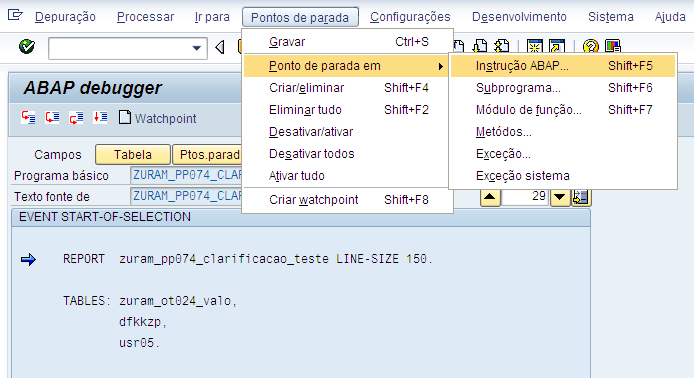 Depuração Processar Ir para Pontos de parada Configurações Desenvolvimento Sistema Ajuda
Gravar Ctrl+S
Ponto de parada em
Criar/eliminar Shift+F4
Eliminar tudo Shift+F2
Desativar/ativar
Desativar todos
Ativar tudo
Criar watchpoint Shift+F8
Instrução ABAP... Shift+F5
Subprograma... Shift+F6
Módulo de função... Shift+F7
Metódos...
Exceção...
Exceção sistema
ABAP debugger
Watchpoint
Campos Tabela Ptos.parad
Programa básico ZURAM_PP074_CLAR
Texto fonte de ZURAM_PP074_CLAR 29
EVENT START-OF-SELECTION
REPORT zuram_pp074_clarificacao_teste LINE-SIZE 150.
TABLES: zuram_ot024_valo,
dfkkzp,
usr05.